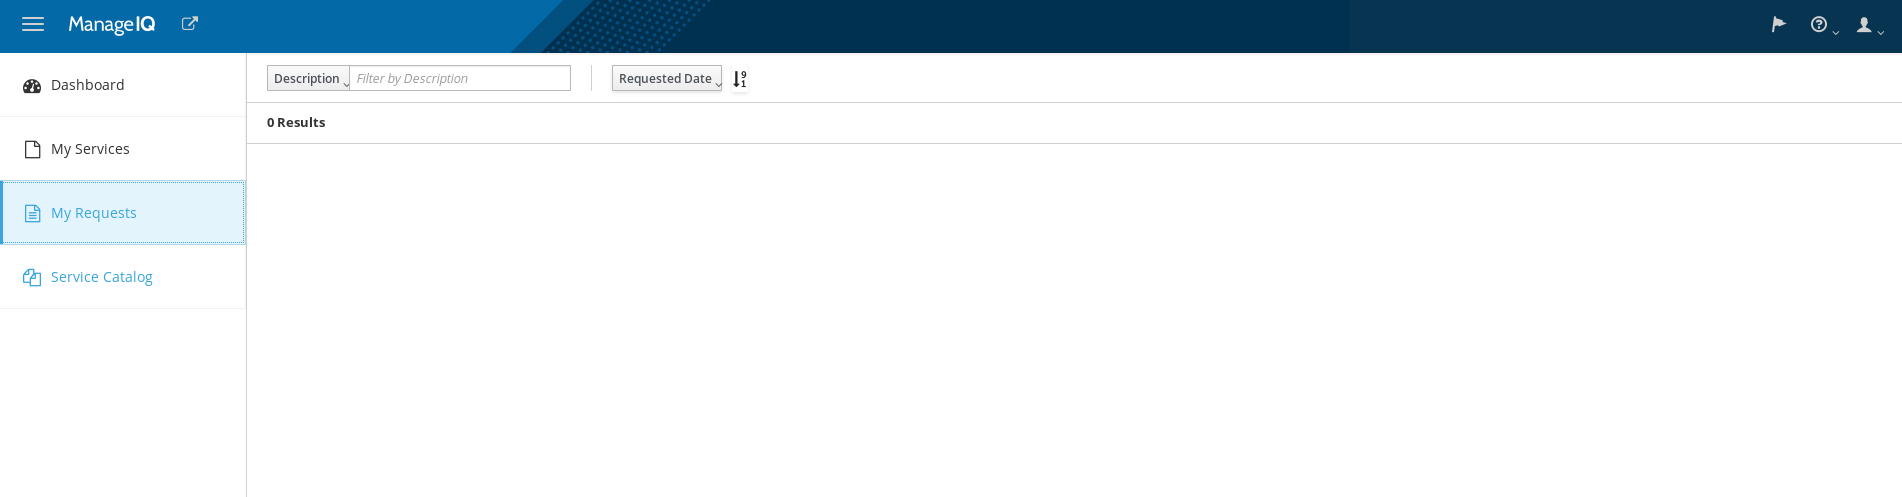 ManageIQ
Dashboard
My Services
My Requests
Service Catalog
Description Filter by Description Requested Date
0 Results